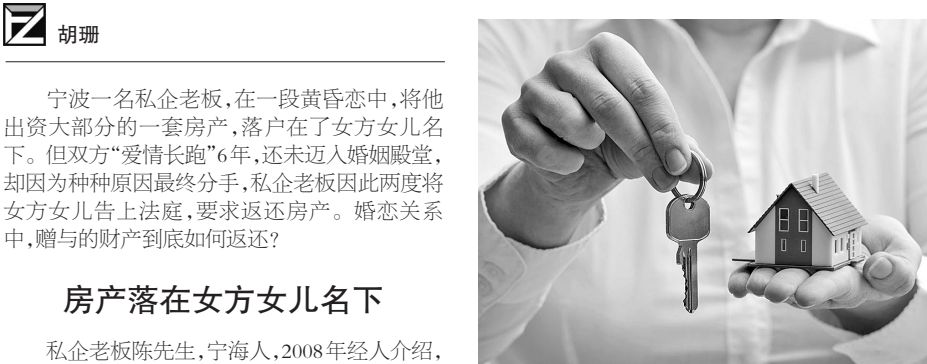 FZ
胡珊
宁波一名私企老板,在一段黄昏恋中,将他
出资大部分的一套房产,落户在了女方女儿名
下。但双方“爱情长跑”6年,还未迈入婚姻殿堂,
却因为种种原因最终分手,私企老板因此两度将
女方女儿告上法庭,要求返还房产。婚恋关系
中,赠与的财产到底如何返还?
房产落在女方女儿名下
私企老板陈先生,宁海人,2008年经人介绍,